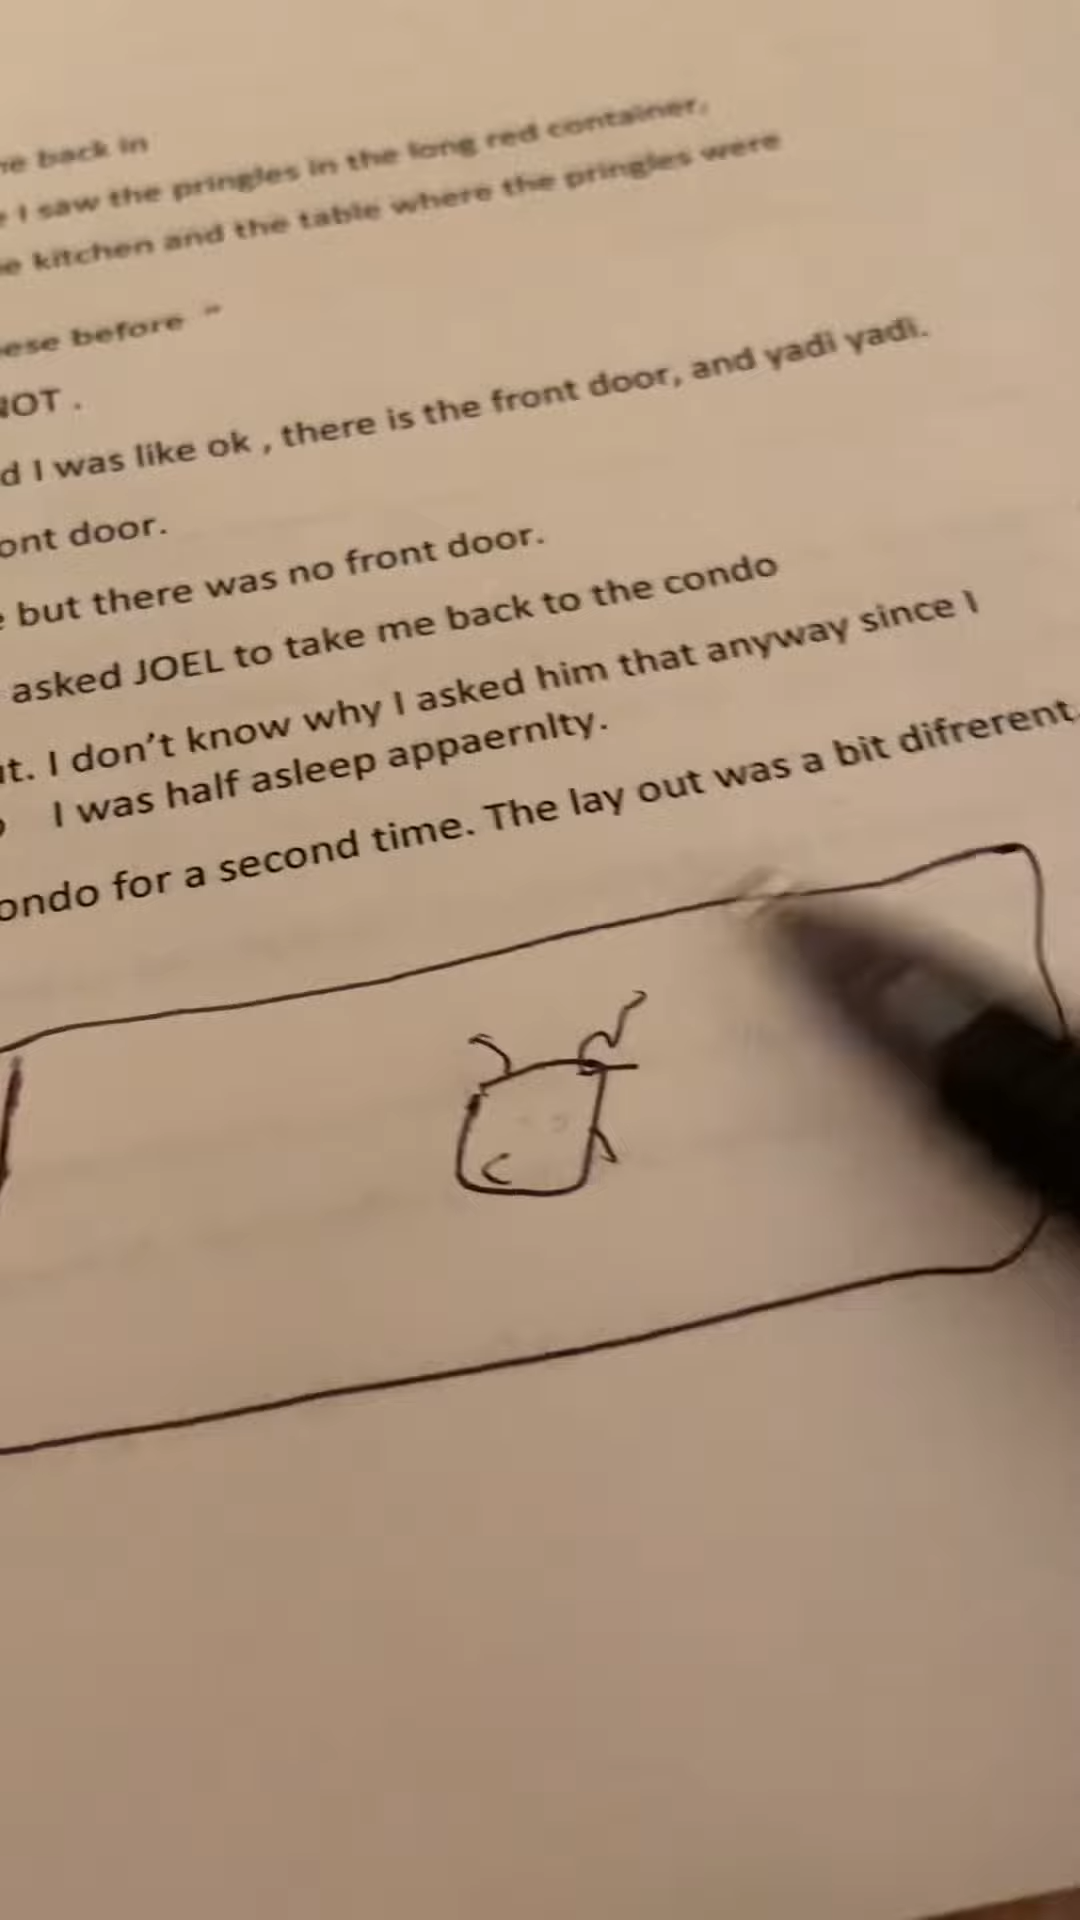 back in
I saw the pringles in the long red container,
kitchen and the table where the pringles were
before "
NOT .
I was like ok , there is the front door, and yadi yadi.
door.
but there was no front door.
asked JOEL to take me back to the condo
I don't know why I asked him that anyway since I
I was half asleep appaernlty.
ondo for a second time. The lay out was a bit difrerent,